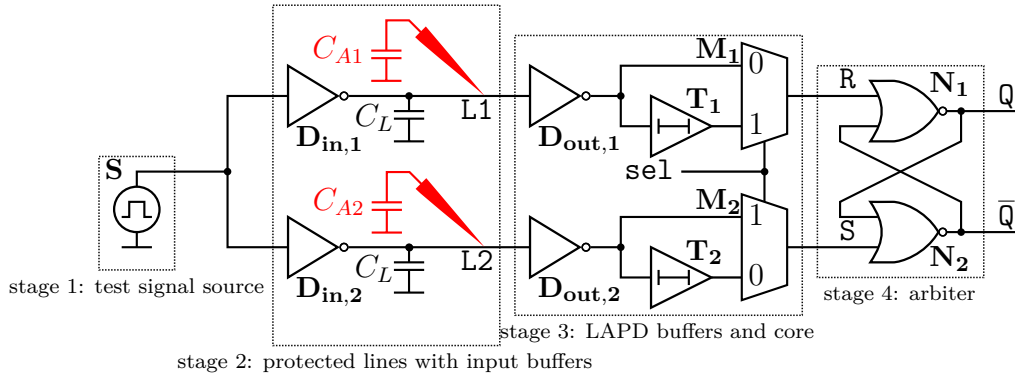 S
stage 1: test signal source
C_A1
C_L
L1
D_in,1
C_A2
C_L
L2
D_in,2
stage 2: protected lines with input buffers
M_1
0
T_1
1
D_out,1
sel
M_2
1
T_2
0
D_out,2
stage 3: LAPD buffers and core
R
N_1
Q
S
N_2
Q̄
stage 4: arbiter